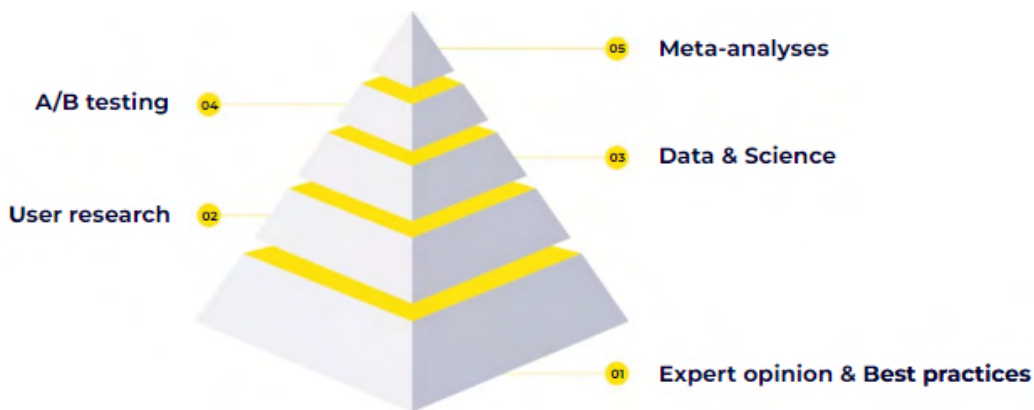 05 Meta-analyses
A/B testing 04
03 Data & Science
User research 02
01 Expert opinion & Best practices